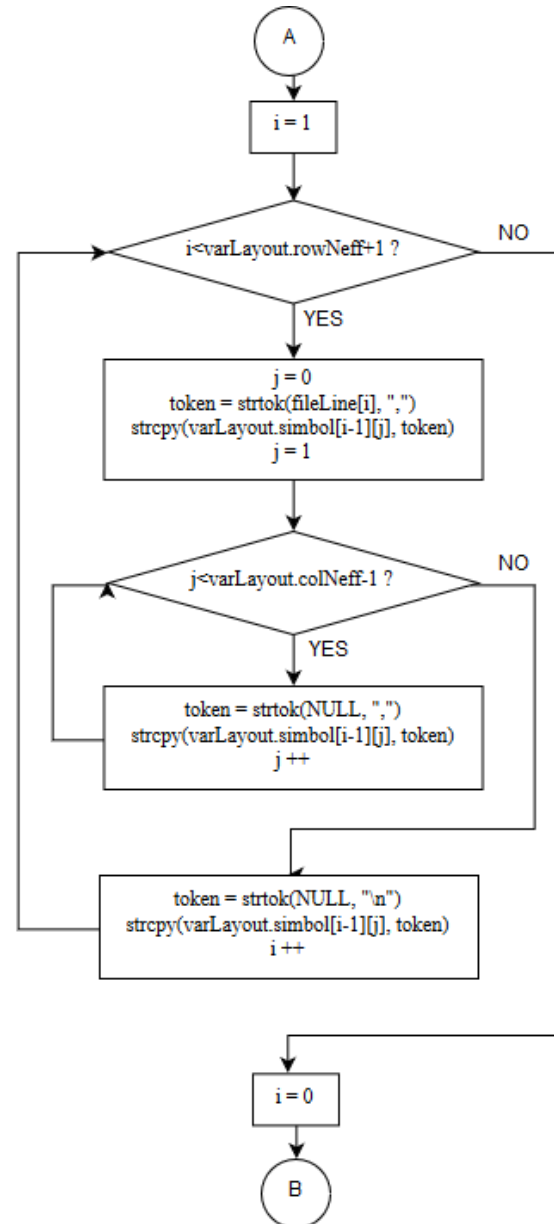 A
i = 1
i<varLayout.rowNeff+1 ?
NO
YES
j = 0
token = strtok(fileLine[i], ",")
strcpy(varLayout.simbol[i-1][j], token)
j = 1
j<varLayout.colNeff-1 ?
NO
YES
token = strtok(NULL, ",")
strcpy(varLayout.simbol[i-1][j], token)
j ++
token = strtok(NULL, "\n")
strcpy(varLayout.simbol[i-1][j], token)
i ++
i = 0
B